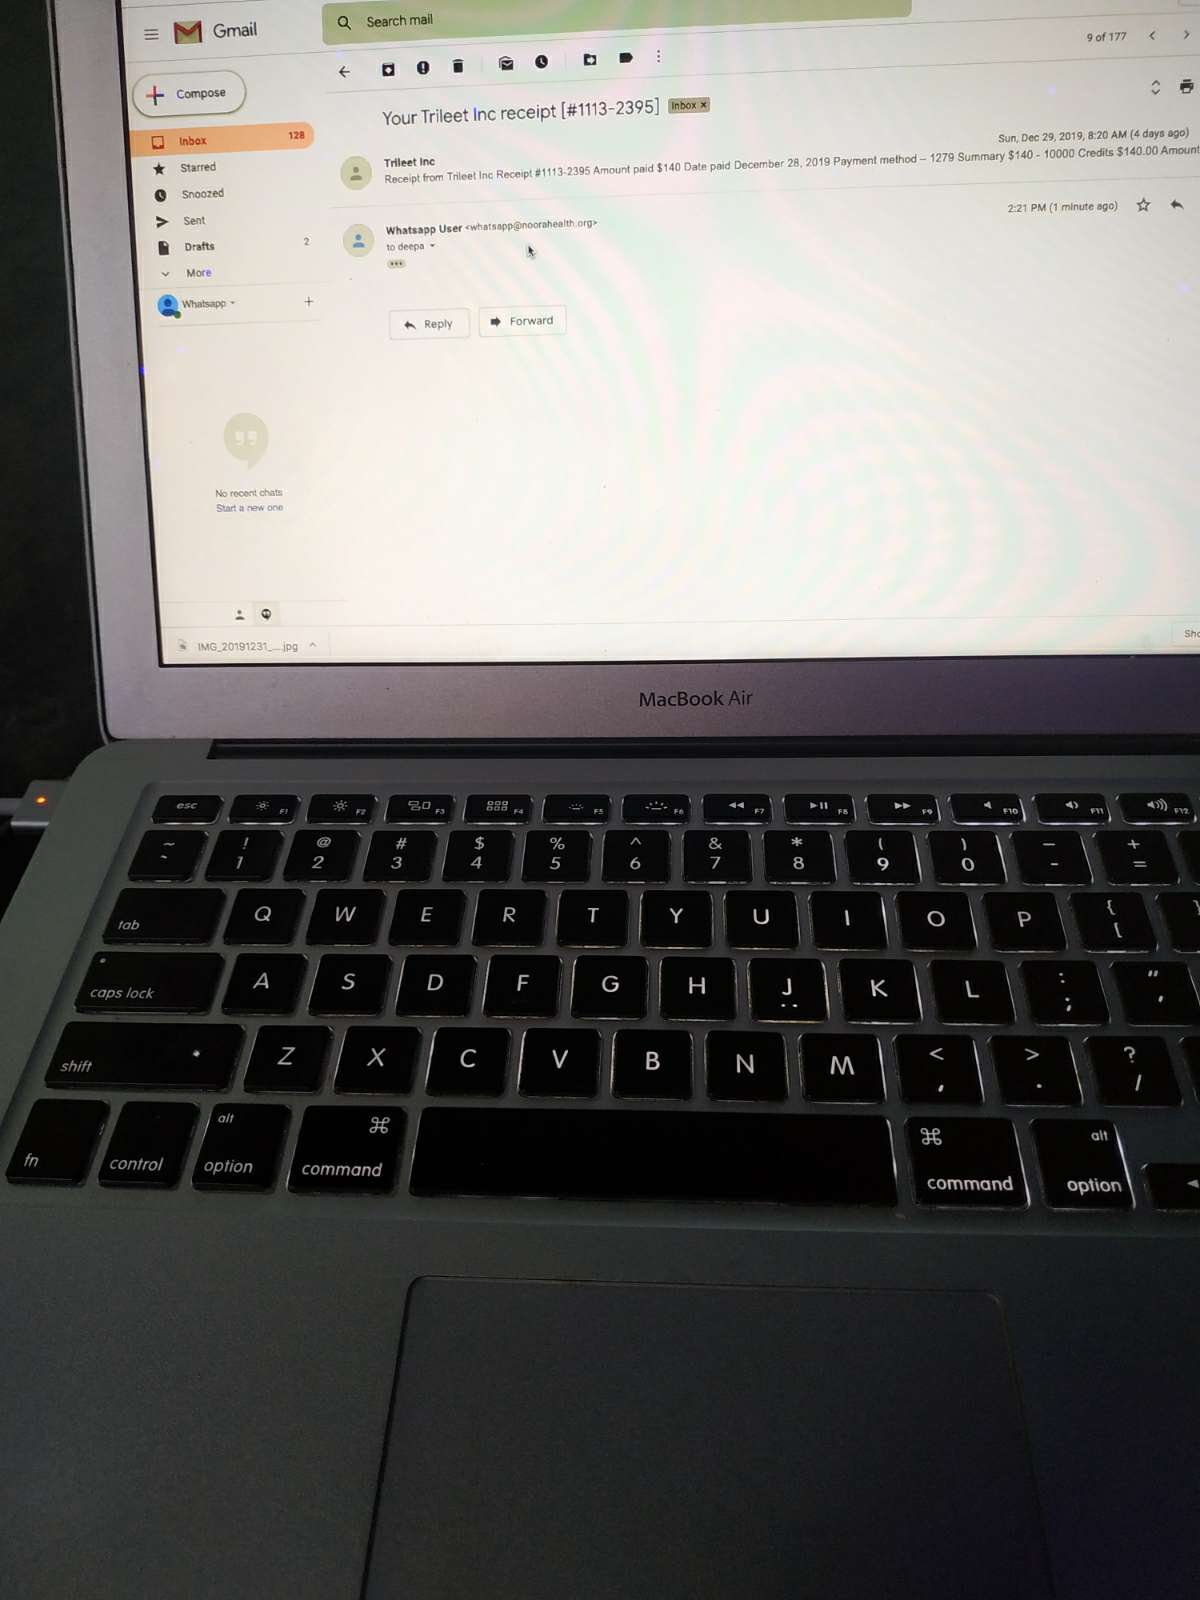 Gmail
Search mail
9 of 177
Compose
Your Trileet Inc receipt [#1113-2395] Inbox x
Inbox 128
Starred
Snoozed
Sent
Drafts 2
More
Whatsapp
Trileet Inc
Sun, Dec 29, 2019, 8:20 AM (4 days ago)
Receipt from Trileet Inc Receipt #1113-2395 Amount paid $140 Date paid December 28, 2019 Payment method – 1279 Summary $140 - 10000 Credits $140.00 Amount
Whatsapp User <whatsapp@noorahealth.org>
2:21 PM (1 minute ago)
to deepa
Reply Forward
No recent chats
Start a new one
IMG_20191231_....jpg
Sho
MacBook Air
esc F1 F2 F3 F4 F5 F6 F7 F8 F9 F10 F11 F12
~ ! @ # $ % ^ & * ( ) — +
` 1 2 3 4 5 6 7 8 9 0 - =
tab Q W E R T Y U I O P { [
caps lock A S D F G H J K L : ; " '
shift Z X C V B N M < , > . ? /
alt ⌘ ⌘ alt
fn control option command command option